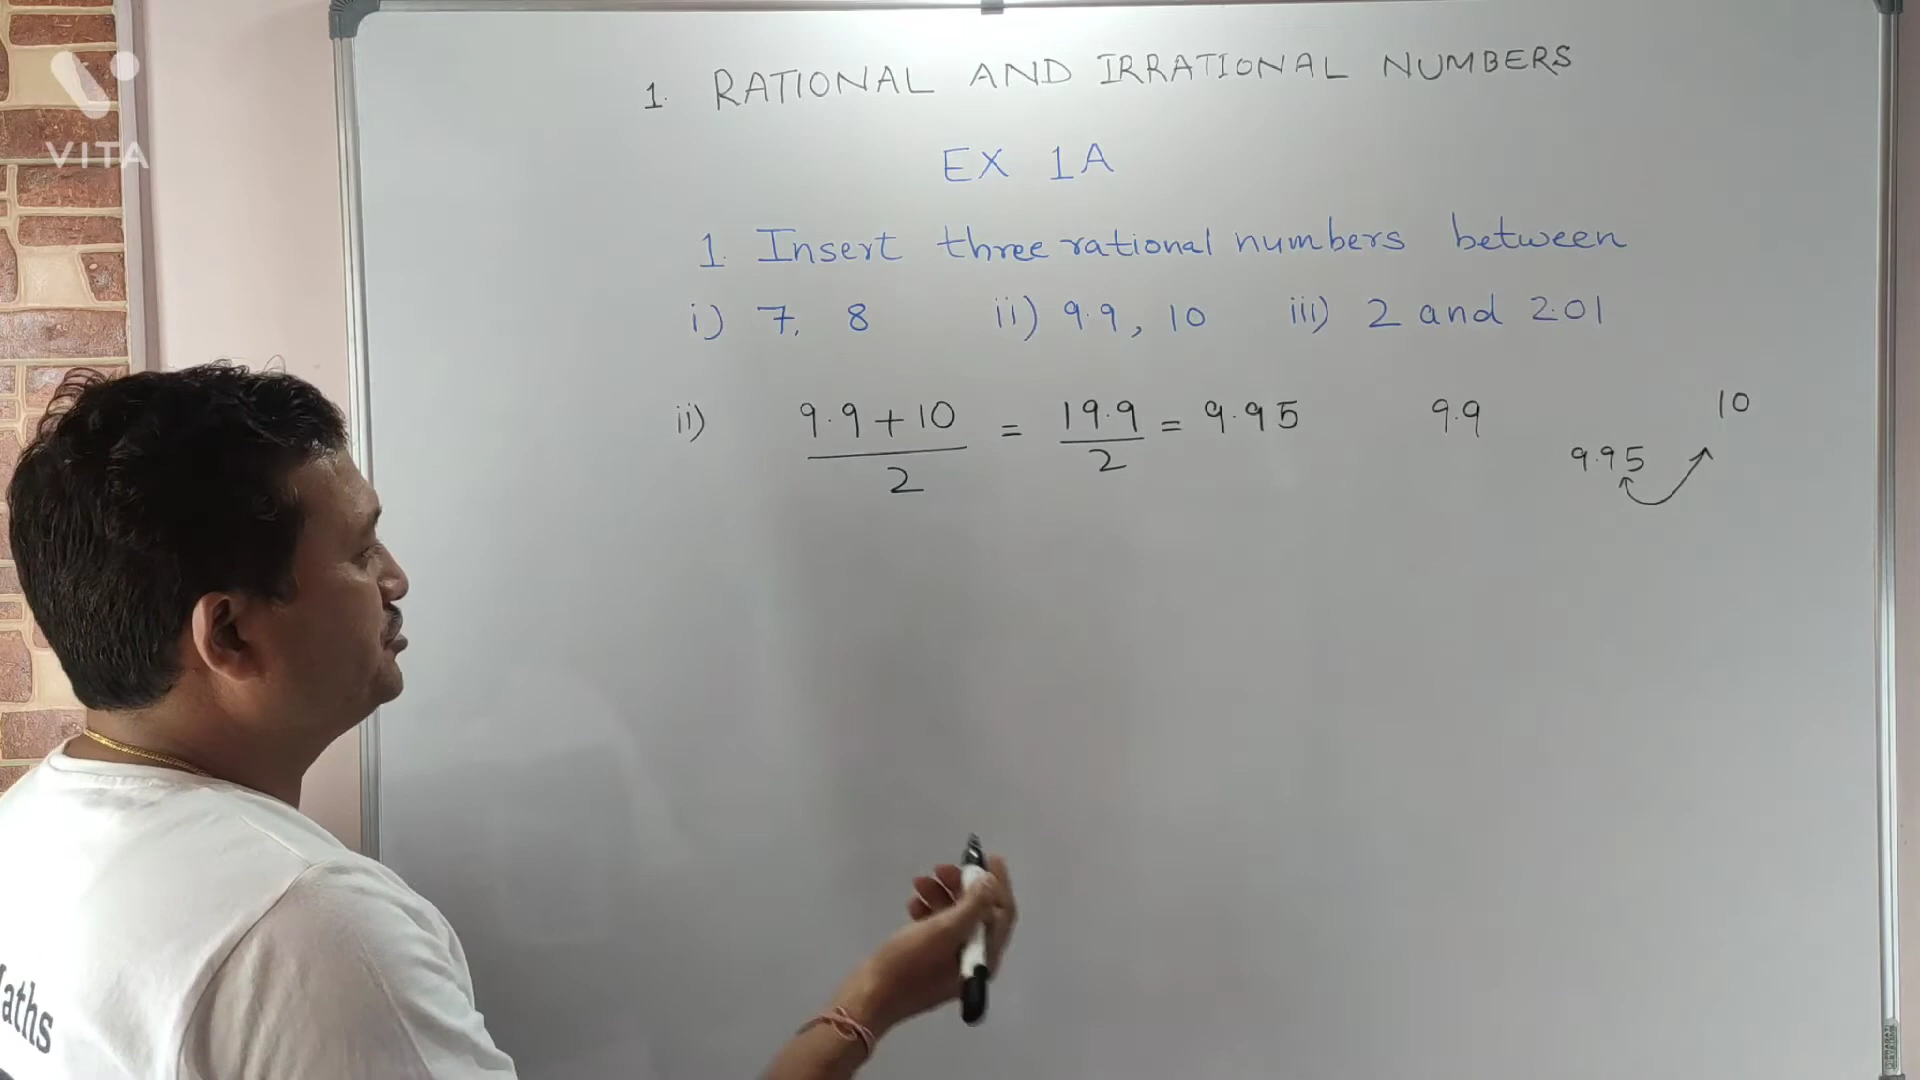 VITA
1. RATIONAL AND IRRATIONAL NUMBERS
EX 1A
1. Insert three rational numbers between
i) 7, 8 ii) 9.9, 10 iii) 2 and 2.01
ii) 9.9+10 / 2 = 19.9 / 2 = 9.95 9.9 10
9.95
aths